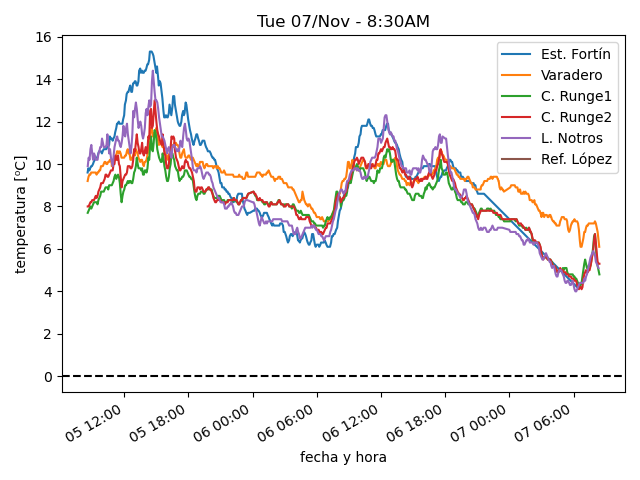 Tue 07/Nov - 8:30AM
temperatura [ºC]
16
14
12
10
8
6
4
2
0
Est. Fortín
Varadero
C. Runge1
C. Runge2
L. Notros
Ref. López
05 12:00
05 18:00
06 00:00
06 06:00
06 12:00
06 18:00
07 00:00
07 06:00
fecha y hora